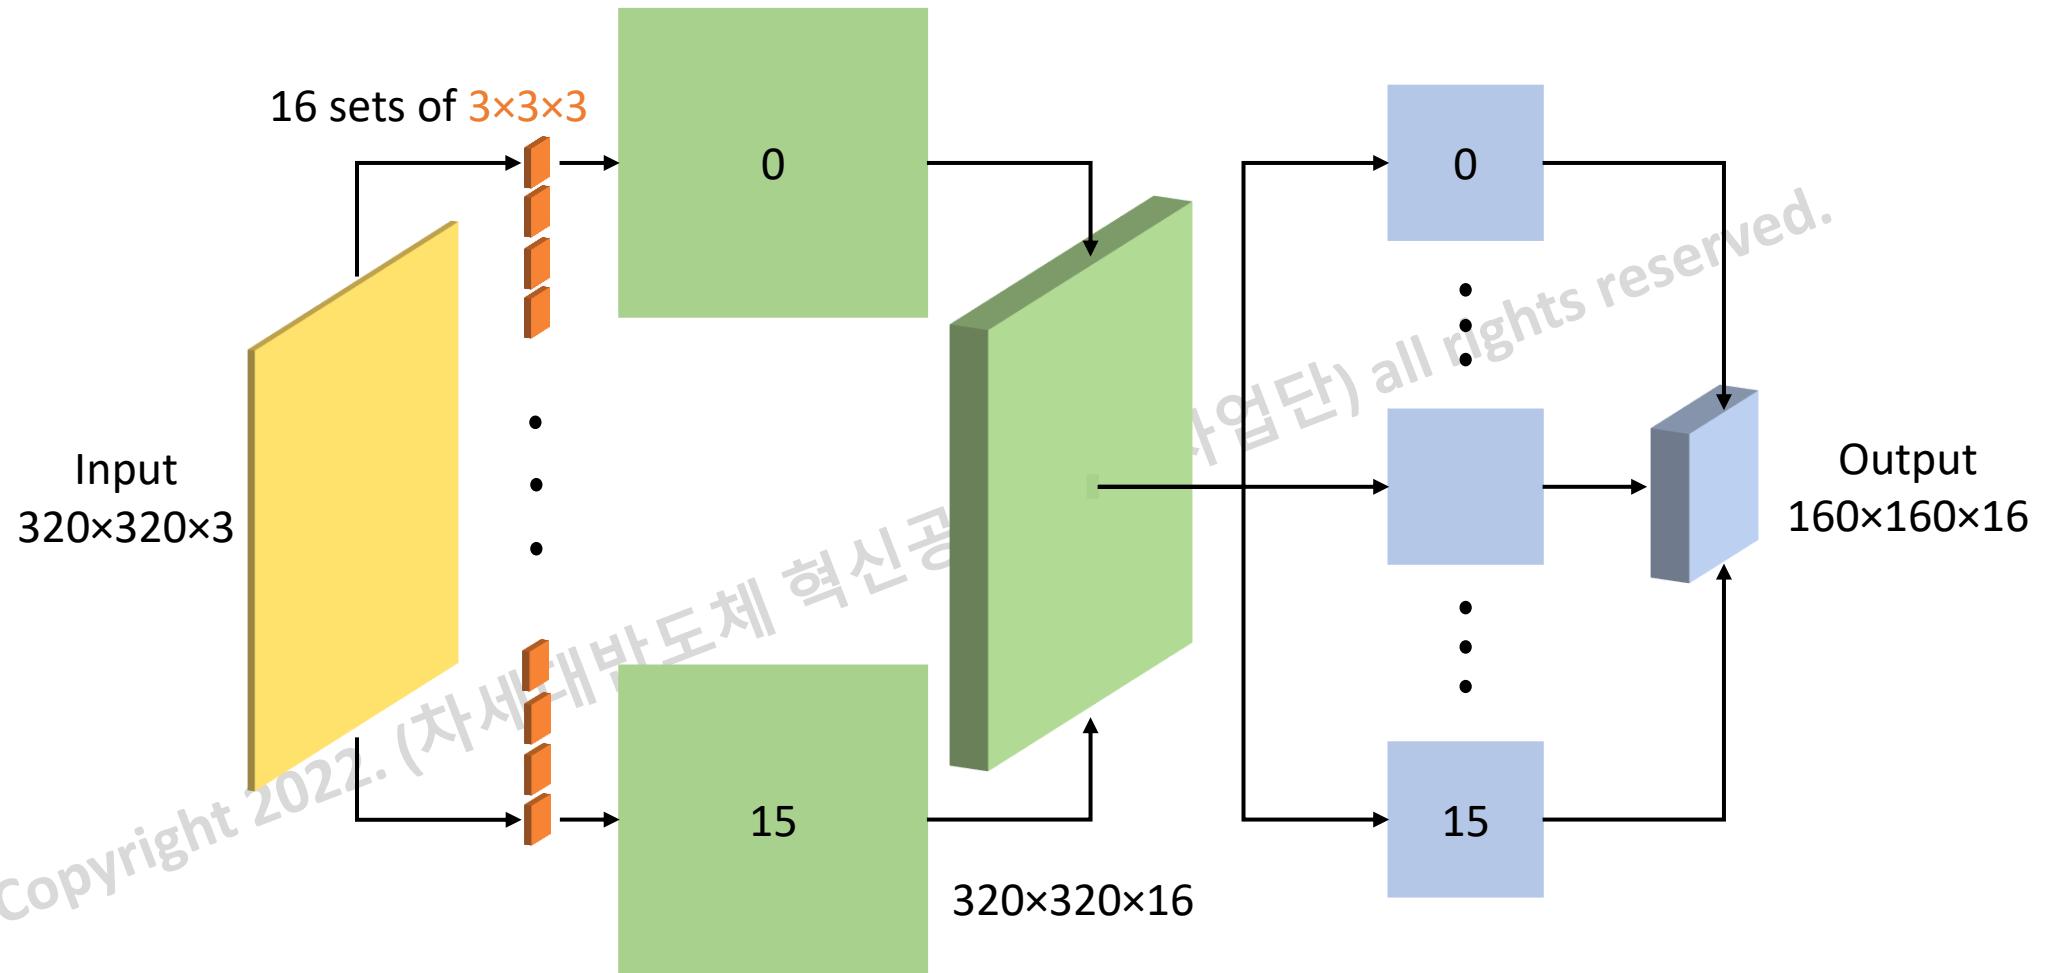 16 sets of 3×3×3
0
0
Input
320×320×3
Output
160×160×16
15
15
320×320×16
Copyright 2022. (차세대반도체 혁신공 사업단) all rights reserved.